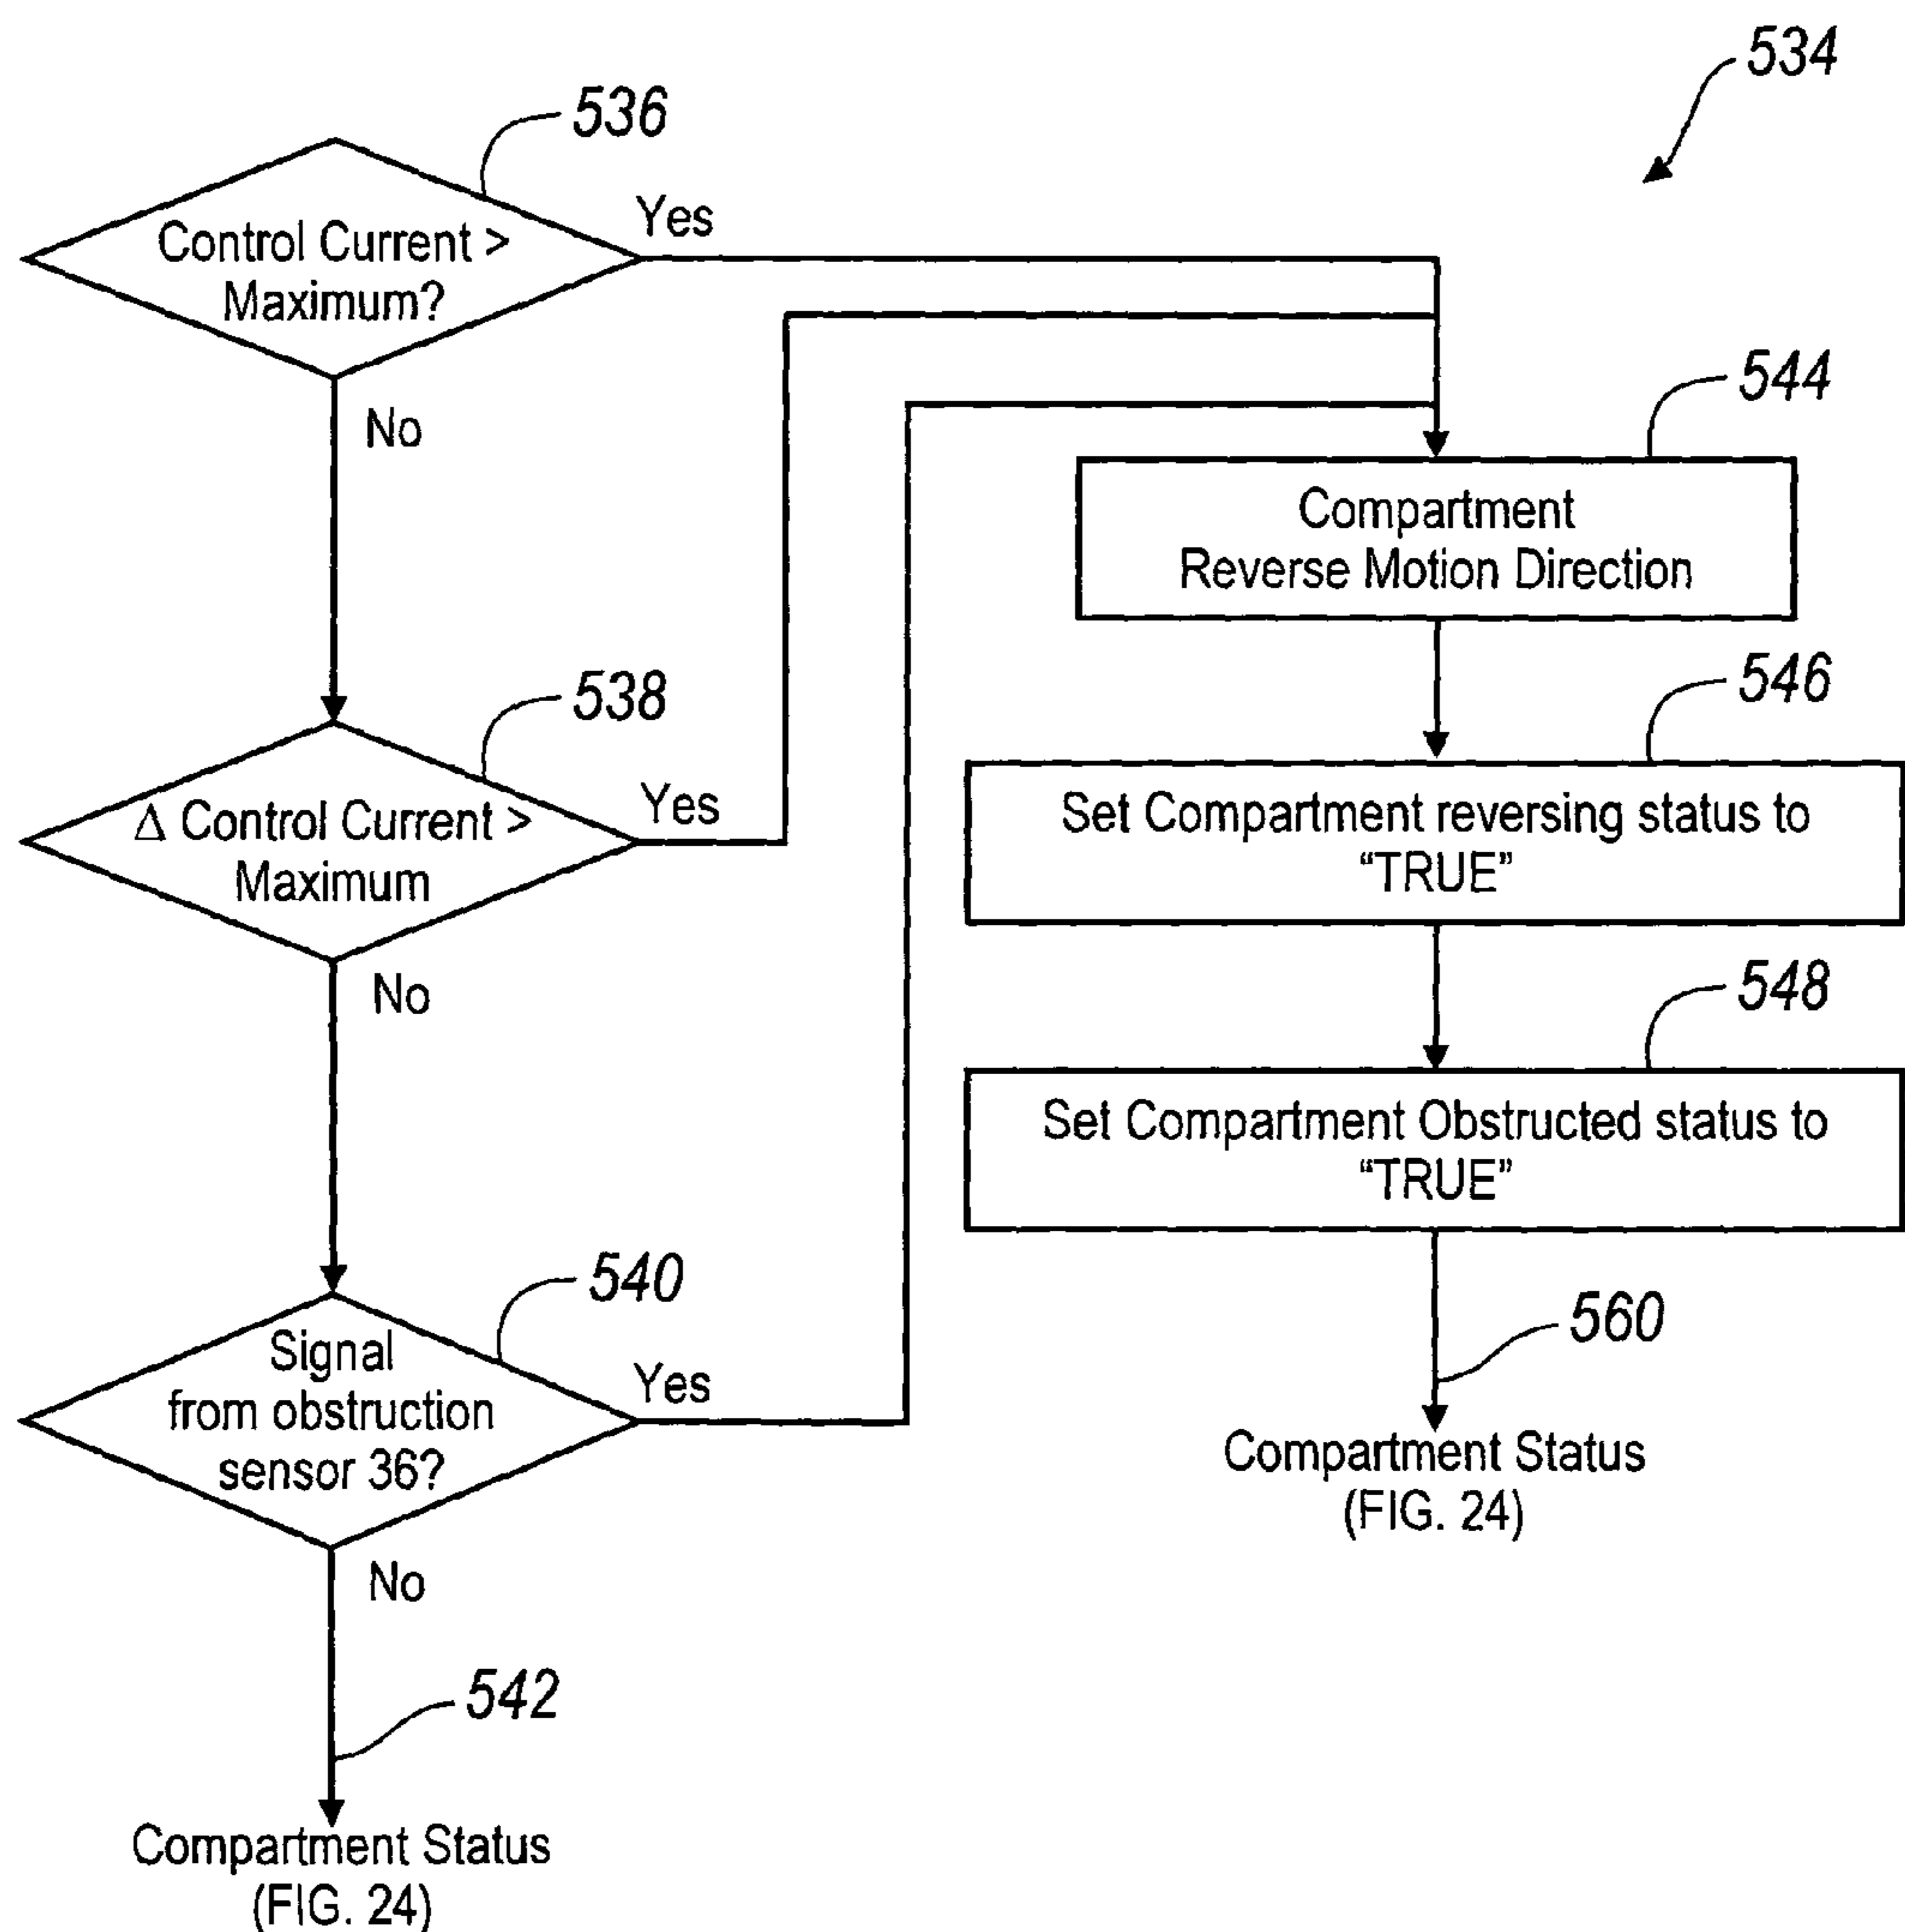 534
536
Control Current >
Maximum?
Yes
No
538
Δ Control Current >
Maximum
Yes
No
540
Signal
from obstruction
sensor 36?
Yes
No
542
Compartment Status
(FIG. 24)
544
Compartment
Reverse Motion Direction
546
Set Compartment reversing status to
“TRUE”
548
Set Compartment Obstructed status to
“TRUE”
560
Compartment Status
(FIG. 24)